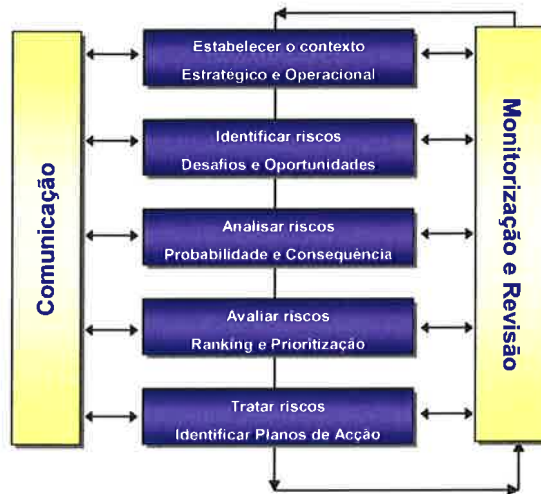 Estabelecer o contexto
Estratégico e Operacional
Identificar riscos
Desafios e Oportunidades
Analisar riscos
Probabilidade e Consequência
Avaliar riscos
Ranking e Prioritização
Tratar riscos
Identificar Planos de Acção
Comunicação
Monitorização e Revisão